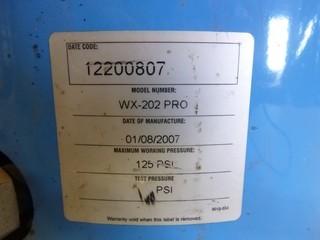 DATE CODE:
12200807
MODEL NUMBER:
WX-202 PRO
DATE OF MANUFACTURE:
01/08/2007
MAXIMUM WORKING PRESSURE:
125 PSI
TEST PRESSURE
PSI
Warranty void when this label is removed.